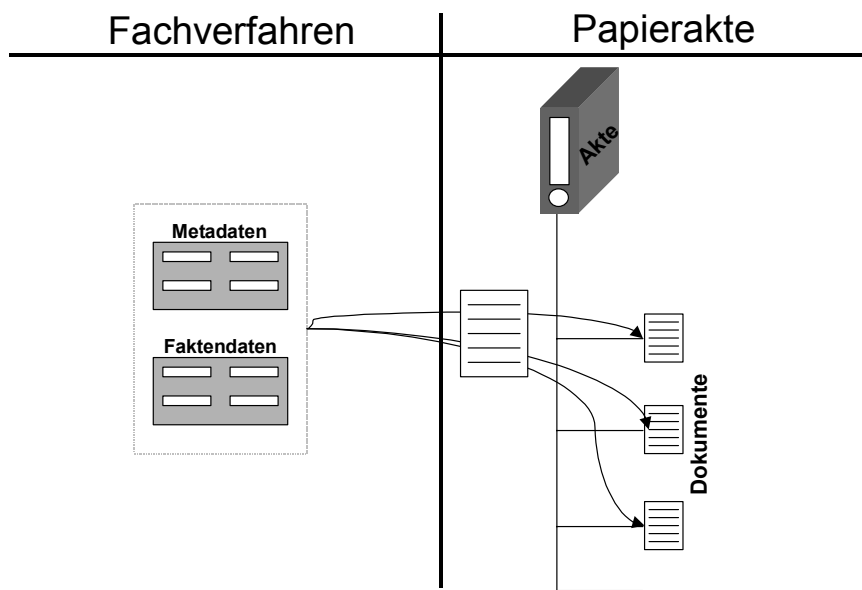 Fachverfahren
Papierakte
Akte
Metadaten
Faktendaten
Dokumente